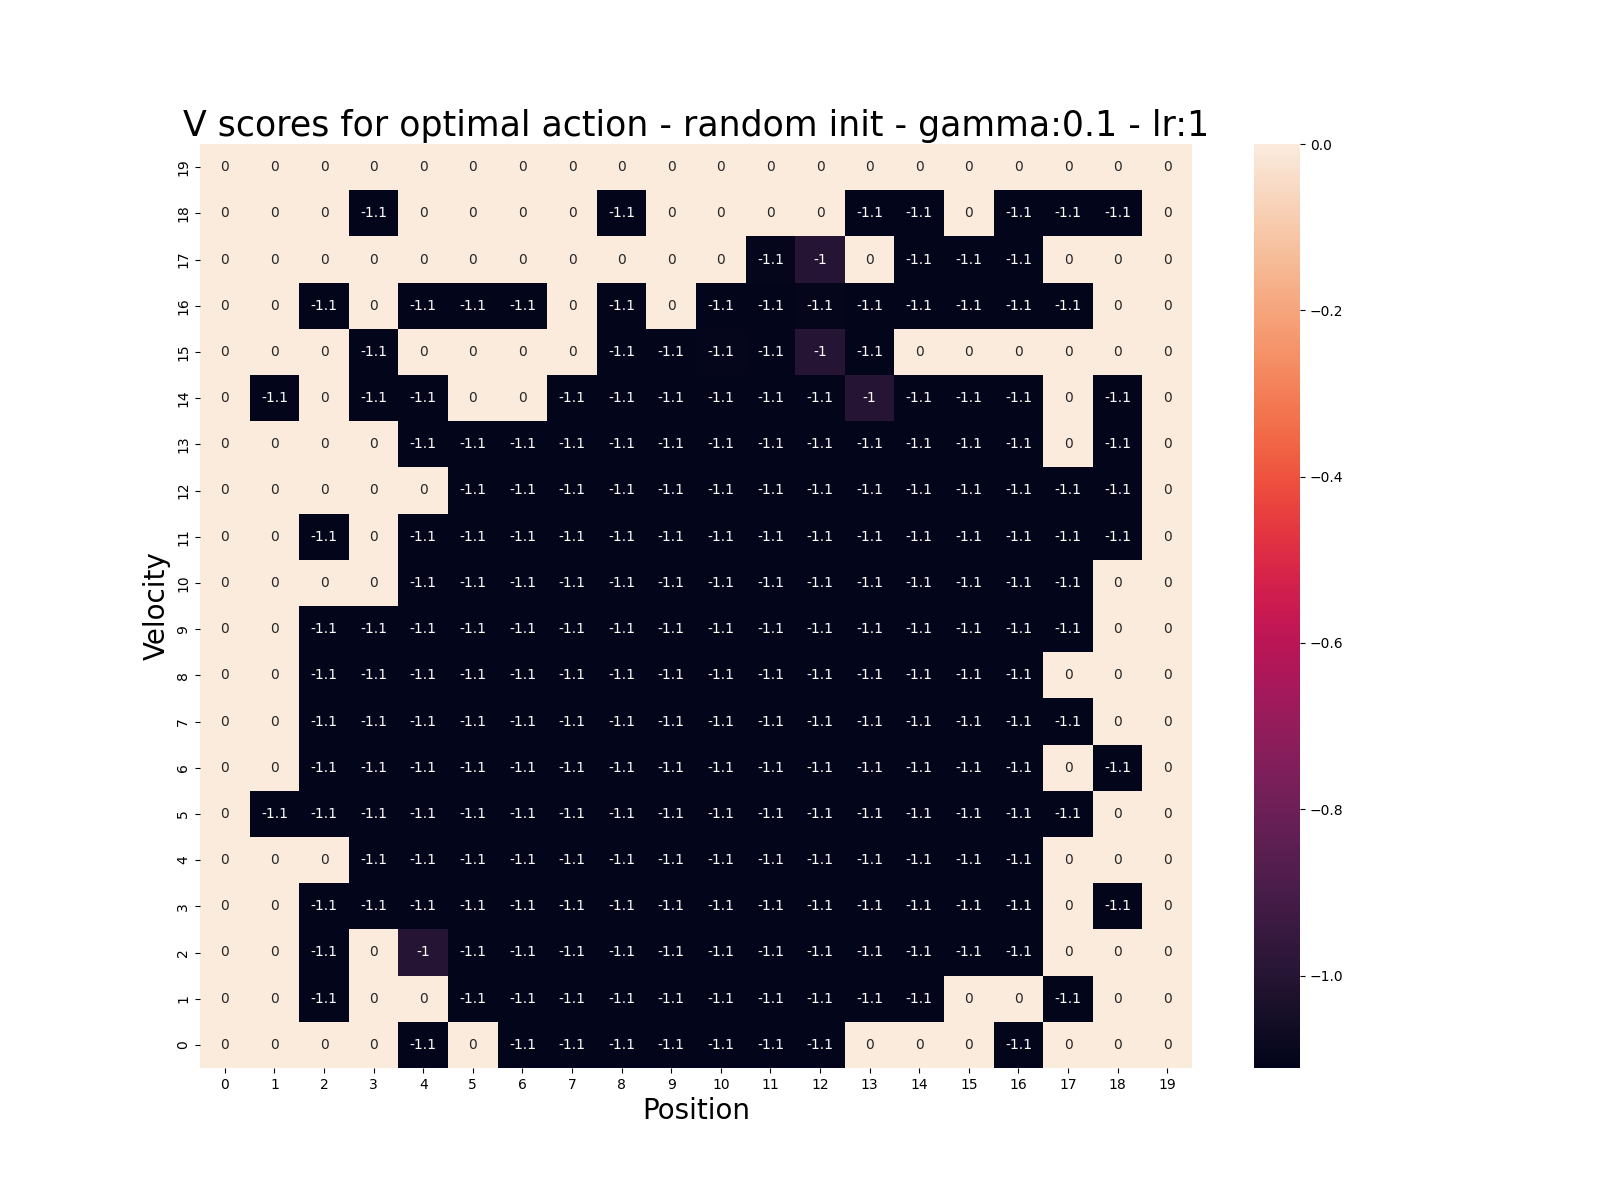 V scores for optimal action - random init - gamma:0.1 - lr:1
19 0 0 0 0 0 0 0 0 0 0 0 0 0 0 0 0 0 0 0 0 0.0
18 0 0 0 -1.1 0 0 0 0 -1.1 0 0 0 0 -1.1 -1.1 0 -1.1 -1.1 -1.1 0
17 0 0 0 0 0 0 0 0 0 0 0 -1.1 -1 0 -1.1 -1.1 -1.1 0 0 0
16 0 0 -1.1 0 -1.1 -1.1 -1.1 0 -1.1 0 -1.1 -1.1 -1.1 -1.1 -1.1 -1.1 -1.1 -1.1 0 0 −0.2
15 0 0 0 -1.1 0 0 0 0 -1.1 -1.1 -1.1 -1.1 -1 -1.1 0 0 0 0 0 0
14 0 -1.1 0 -1.1 -1.1 0 0 -1.1 -1.1 -1.1 -1.1 -1.1 -1.1 -1 -1.1 -1.1 -1.1 0 -1.1 0
13 0 0 0 0 -1.1 -1.1 -1.1 -1.1 -1.1 -1.1 -1.1 -1.1 -1.1 -1.1 -1.1 -1.1 -1.1 0 -1.1 0
−0.4
12 0 0 0 0 0 -1.1 -1.1 -1.1 -1.1 -1.1 -1.1 -1.1 -1.1 -1.1 -1.1 -1.1 -1.1 -1.1 -1.1 0
11 0 0 -1.1 0 -1.1 -1.1 -1.1 -1.1 -1.1 -1.1 -1.1 -1.1 -1.1 -1.1 -1.1 -1.1 -1.1 -1.1 -1.1 0
10 0 0 0 0 -1.1 -1.1 -1.1 -1.1 -1.1 -1.1 -1.1 -1.1 -1.1 -1.1 -1.1 -1.1 -1.1 -1.1 0 0
Velocity
9 0 0 -1.1 -1.1 -1.1 -1.1 -1.1 -1.1 -1.1 -1.1 -1.1 -1.1 -1.1 -1.1 -1.1 -1.1 -1.1 -1.1 0 0
−0.6
8 0 0 -1.1 -1.1 -1.1 -1.1 -1.1 -1.1 -1.1 -1.1 -1.1 -1.1 -1.1 -1.1 -1.1 -1.1 -1.1 0 0 0
7 0 0 -1.1 -1.1 -1.1 -1.1 -1.1 -1.1 -1.1 -1.1 -1.1 -1.1 -1.1 -1.1 -1.1 -1.1 -1.1 -1.1 0 0
6 0 0 -1.1 -1.1 -1.1 -1.1 -1.1 -1.1 -1.1 -1.1 -1.1 -1.1 -1.1 -1.1 -1.1 -1.1 -1.1 0 -1.1 0
5 0 -1.1 -1.1 -1.1 -1.1 -1.1 -1.1 -1.1 -1.1 -1.1 -1.1 -1.1 -1.1 -1.1 -1.1 -1.1 -1.1 -1.1 0 0 −0.8
4 0 0 0 -1.1 -1.1 -1.1 -1.1 -1.1 -1.1 -1.1 -1.1 -1.1 -1.1 -1.1 -1.1 -1.1 -1.1 0 0 0
3 0 0 -1.1 -1.1 -1.1 -1.1 -1.1 -1.1 -1.1 -1.1 -1.1 -1.1 -1.1 -1.1 -1.1 -1.1 -1.1 0 -1.1 0
2 0 0 -1.1 0 -1 -1.1 -1.1 -1.1 -1.1 -1.1 -1.1 -1.1 -1.1 -1.1 -1.1 -1.1 -1.1 0 0 0
−1.0
1 0 0 -1.1 0 0 -1.1 -1.1 -1.1 -1.1 -1.1 -1.1 -1.1 -1.1 -1.1 -1.1 0 0 -1.1 0 0
0 0 0 0 0 -1.1 0 -1.1 -1.1 -1.1 -1.1 -1.1 -1.1 -1.1 0 0 0 -1.1 0 0 0
0 1 2 3 4 5 6 7 8 9 10 11 12 13 14 15 16 17 18 19
Position